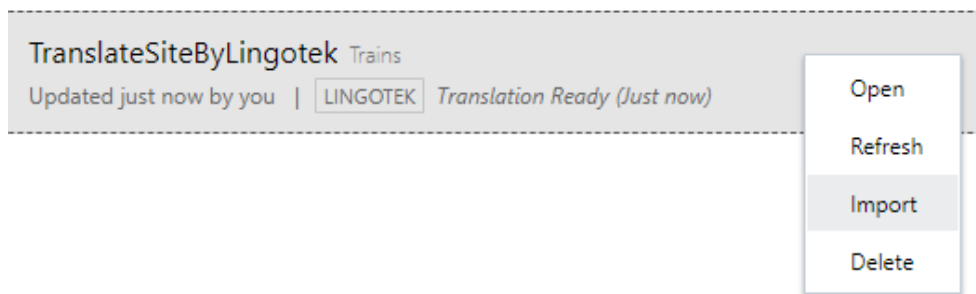 TranslateSiteByLingotek Trains
Updated just now by you | LINGOTEK Translation Ready (Just now)
Open
Refresh
Import
Delete